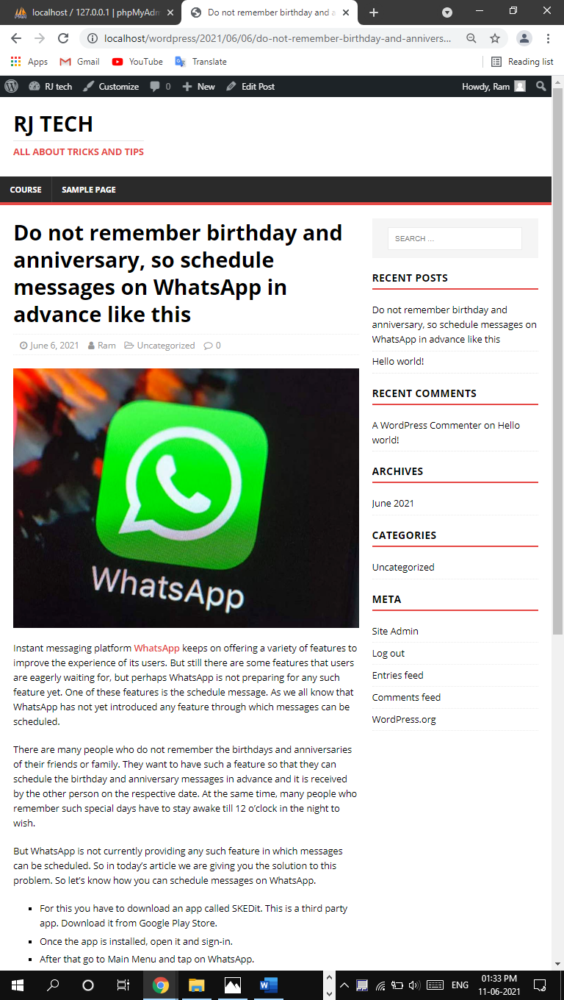 localhost / 127.0.0.1 | phpMyAdm
Do not remember birthday and a
localhost/wordpress/2021/06/06/do-not-remember-birthday-and-annivers...
Apps Gmail YouTube Translate Reading list
RJ tech Customize 0 New Edit Post Howdy, Ram
RJ TECH
ALL ABOUT TRICKS AND TIPS
COURSE SAMPLE PAGE
Do not remember birthday and
anniversary, so schedule
messages on WhatsApp in
advance like this
June 6, 2021 Ram Uncategorized 0
WhatsApp
Instant messaging platform WhatsApp keeps on offering a variety of features to
improve the experience of its users. But still there are some features that users
are eagerly waiting for, but perhaps WhatsApp is not preparing for any such
feature yet. One of these features is the schedule message. As we all know that
WhatsApp has not yet introduced any feature through which messages can be
scheduled.
There are many people who do not remember the birthdays and anniversaries
of their friends or family. They want to have such a feature so that they can
schedule the birthday and anniversary messages in advance and it is received
by the other person on the respective date. At the same time, many people who
remember such special days have to stay awake till 12 o’clock in the night to
wish.
But WhatsApp is not currently providing any such feature in which messages
can be scheduled. So in today’s article we are giving you the solution to this
problem. So let’s know how you can schedule messages on WhatsApp.
For this you have to download an app called SKEDit. This is a third party
app. Download it from Google Play Store.
Once the app is installed, open it and sign-in.
After that go to Main Menu and tap on WhatsApp.
SEARCH …
RECENT POSTS
Do not remember birthday and
anniversary, so schedule messages on
WhatsApp in advance like this
Hello world!
RECENT COMMENTS
A WordPress Commenter on Hello
world!
ARCHIVES
June 2021
CATEGORIES
Uncategorized
META
Site Admin
Log out
Entries feed
Comments feed
WordPress.org
ENG
01:33 PM
11-06-2021